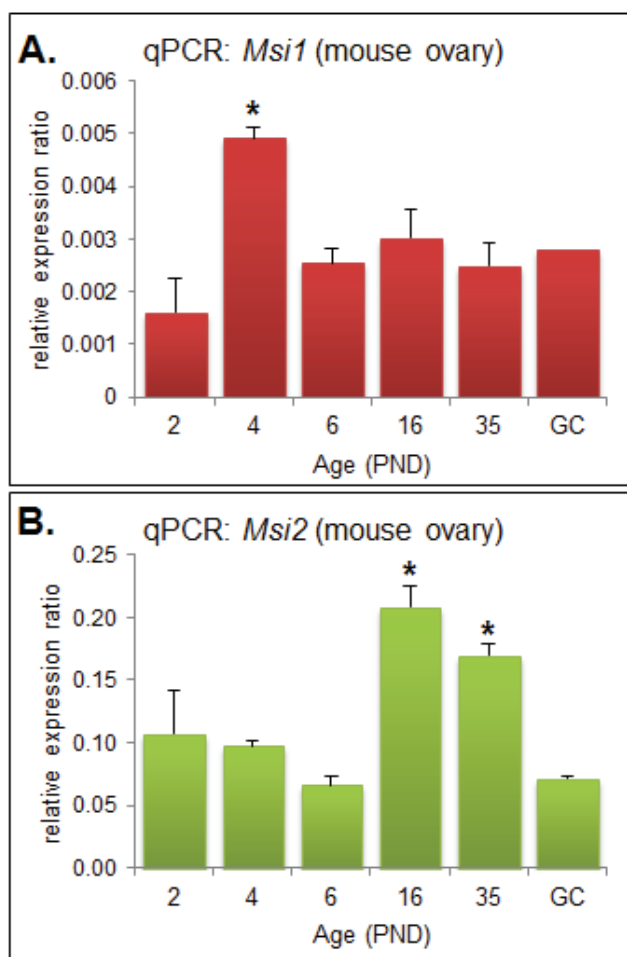 A. qPCR: Msi1 (mouse ovary)
0.006
0.005
0.004
0.003
0.002
0.001
0
relative expression ratio
*
2 4 6 16 35 GC
Age (PND)
B. qPCR: Msi2 (mouse ovary)
0.25
0.20
0.15
0.10
0.05
0.00
relative expression ratio
* *
2 4 6 16 35 GC
Age (PND)